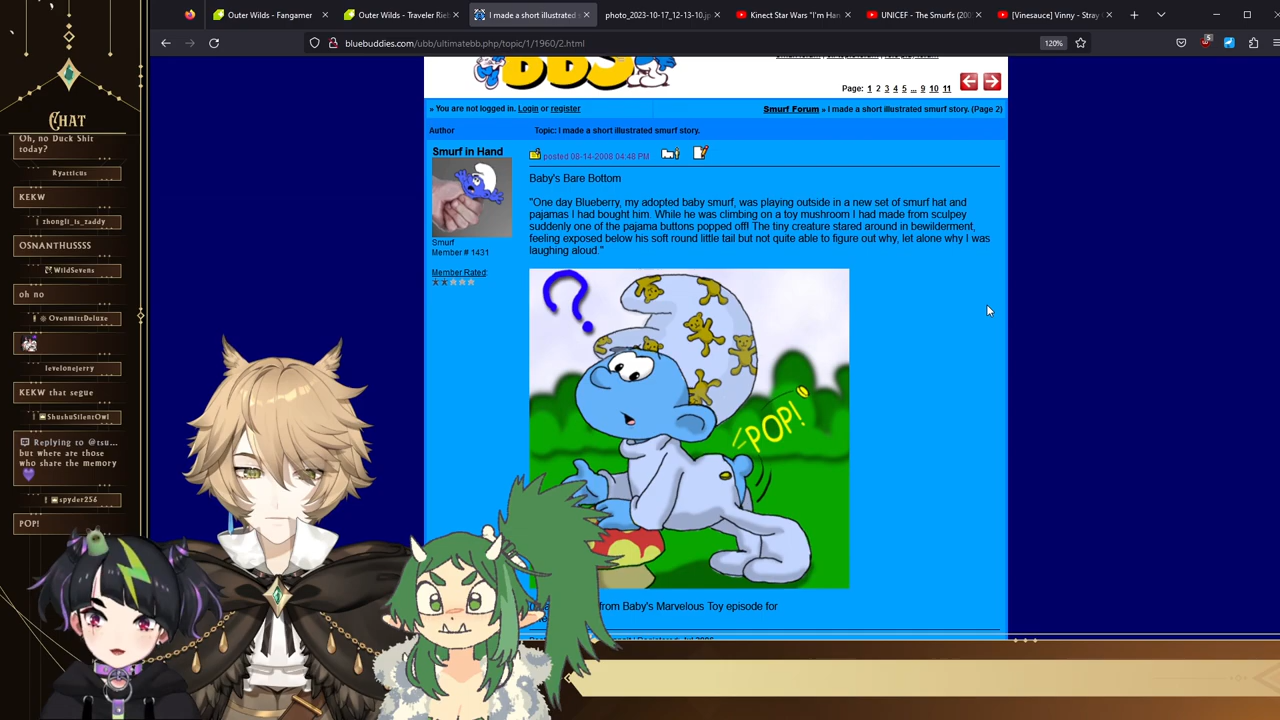 Outer Wilds - Fangamer
Outer Wilds - Traveler Rieb
I made a short illustrated
photo_2023-10-17_12-13-10.jp
Kinect Star Wars "I'm Han
UNICEF - The Smurfs (200
[Vinesauce] Vinny - Stray
bluebuddies.com/ubb/ultimatebb.php/topic/1/1960/2.html
120%
5
BBS
Page: 1 2 3 4 5 ... 9 10 11
» You are not logged in. Login or register
Smurf Forum » I made a short illustrated smurf story. (Page 2)
Author
Topic: I made a short illustrated smurf story.
Smurf in Hand
Smurf
Member # 1431
Member Rated:
posted 08-14-2008 04:48 PM
Baby's Bare Bottom
"One day Blueberry, my adopted baby smurf, was playing outside in a new set of smurf hat and
pajamas I had bought him. While he was climbing on a toy mushroom I had made from sculpey
suddenly one of the pajama buttons popped off! The tiny creature stared around in bewilderment,
feeling exposed below his soft round little tail but not quite able to figure out why, let alone why I was
laughing aloud."
?
POP!
from Baby's Marvelous Toy episode for
Chat
Oh, no Duck Shit
today?
Ryatticus
KEKW
zhongli_is_zaddy
OSNANTHUSSSS
WildSevens
oh no
OvenmittDeluxe
levelonejerry
KEKW that segue
ShushuSilentOwl
Replying to @tsu...
but where are those
who share the memory
spyder256
POP!